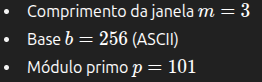 • Comprimento da janela m = 3
• Base b = 256 (ASCII)
• Módulo primo p = 101